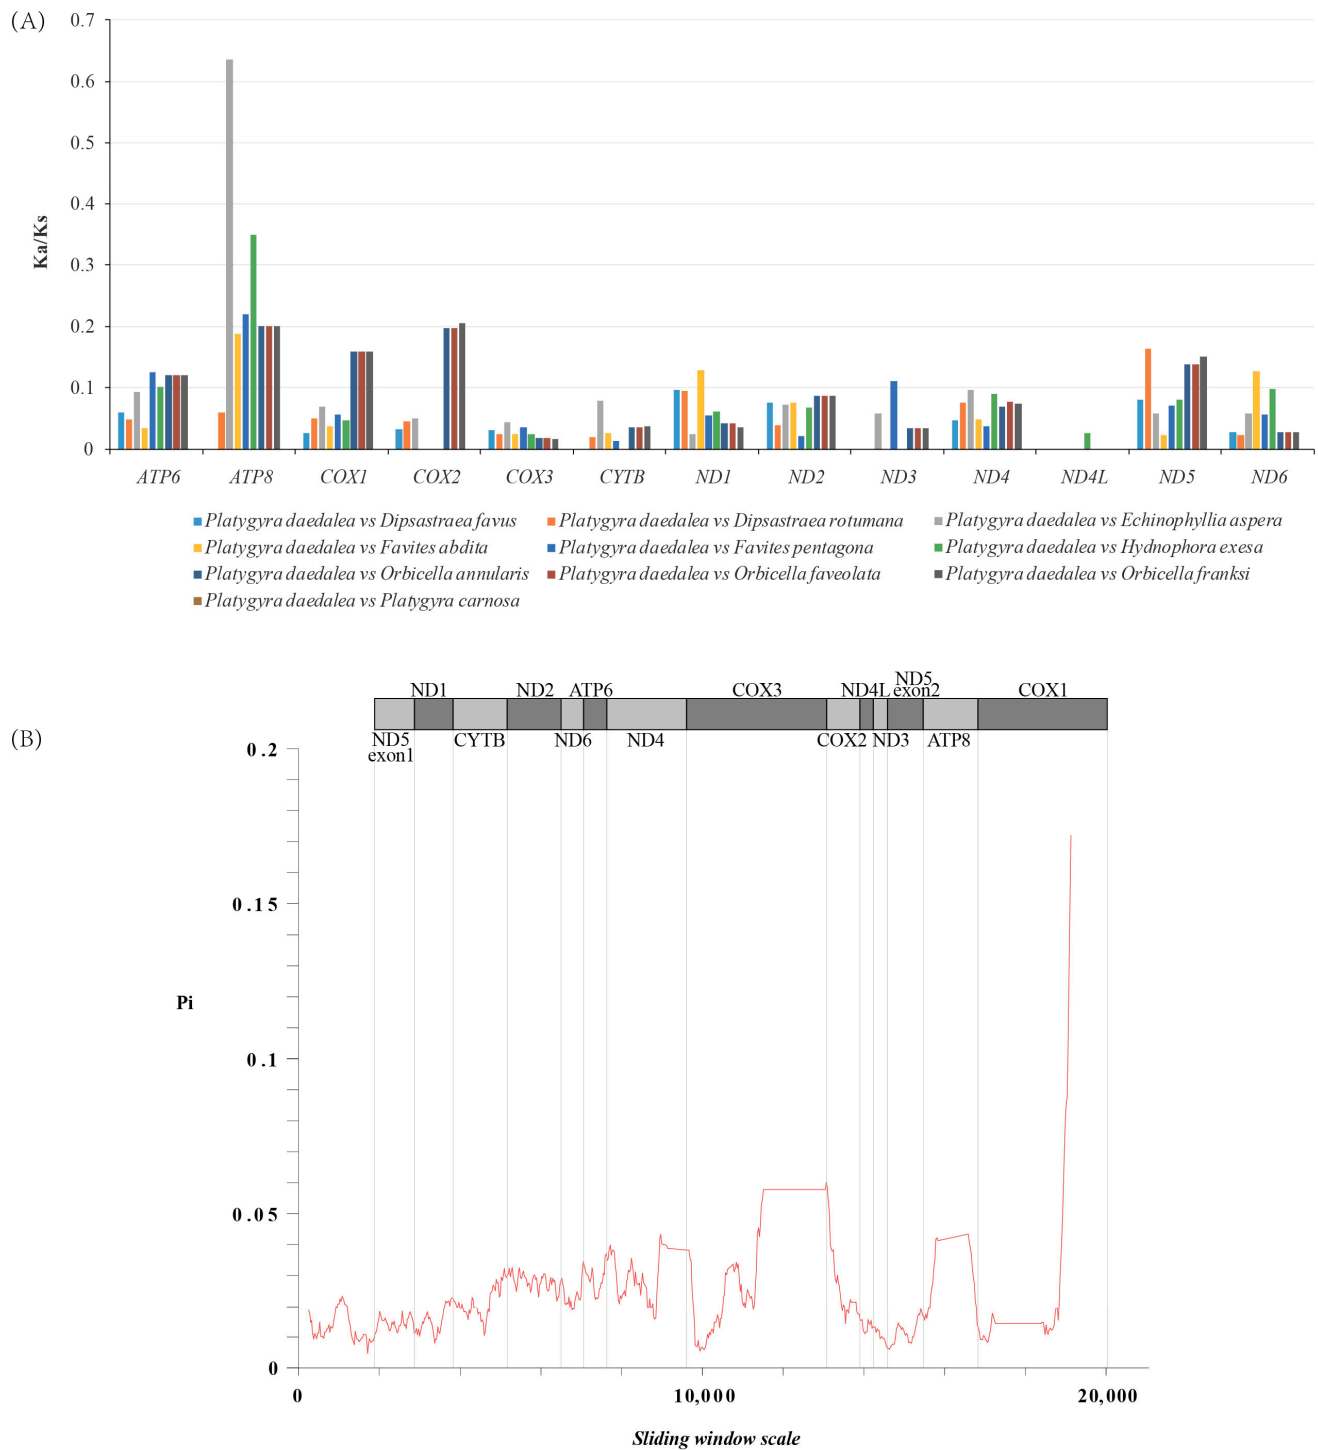 (A)
0.7
0.6
0.5
0.4
0.3
0.2
0.1
0
Ka/Ks
ATP6 ATP8 COX1 COX2 COX3 CYTB ND1 ND2 ND3 ND4 ND4L ND5 ND6
Platygyra daedalea vs Dipsastraea favus Platygyra daedalea vs Dipsastraea rotumana Platygyra daedalea vs Echinophyllia aspera
Platygyra daedalea vs Favites abdita Platygyra daedalea vs Favites pentagona Platygyra daedalea vs Hydnophora exesa
Platygyra daedalea vs Orbicella annularis Platygyra daedalea vs Orbicella faveolata Platygyra daedalea vs Orbicella franksi
Platygyra daedalea vs Platygyra carnosa
(B)
ND1 ND2 ATP6 COX3 ND4L ND5 exon2 COX1
ND5 exon1 CYTB ND6 ND4 COX2 ND3 ATP8
0.2
0.15
0.1
0.05
0
Pi
0 10,000 20,000
Sliding window scale